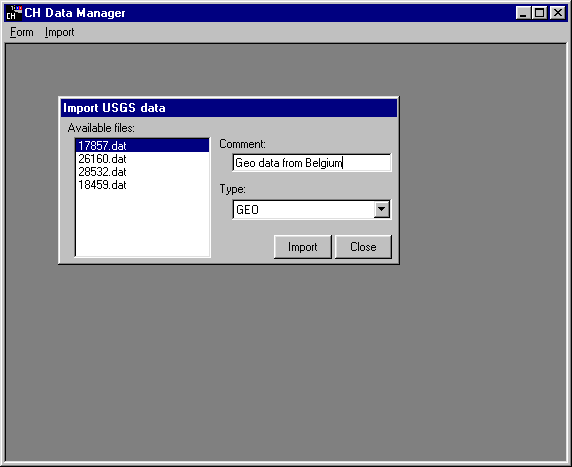 CH CH Data Manager
Form Import
Import USGS data
Available files:
17857.dat
26160.dat
28532.dat
18459.dat
Comment:
Geo data from Belgium
Type:
GEO
Import Close